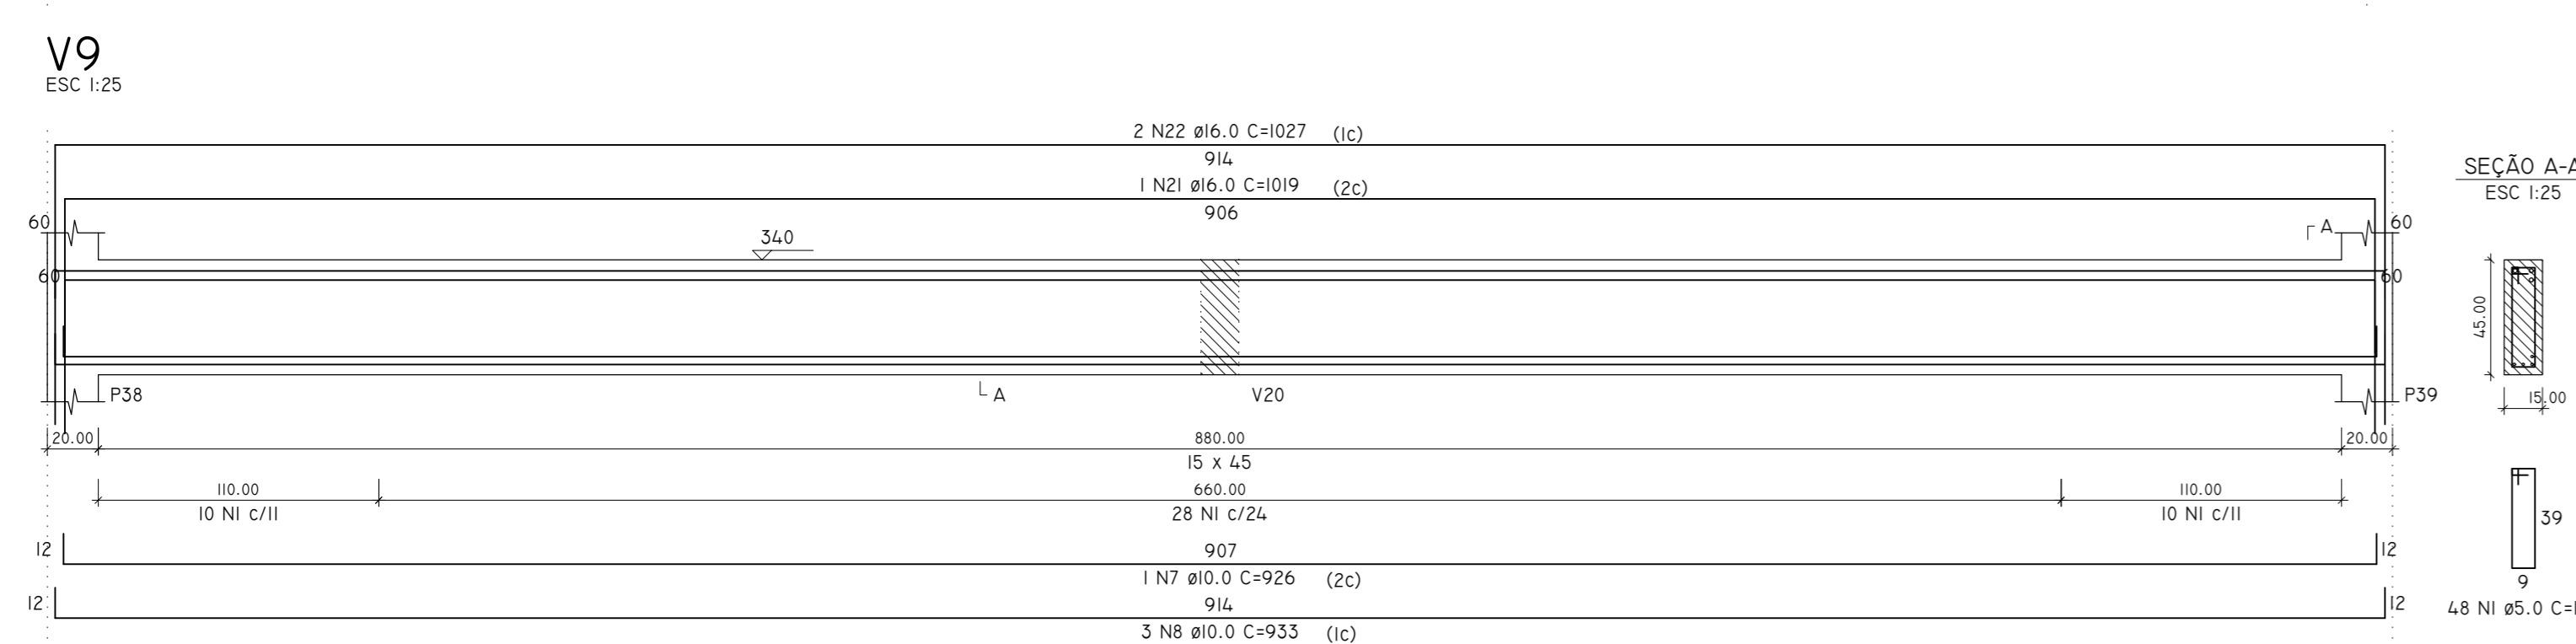 V9
ESC 1:25
2 N22 ø16.0 C=1027 (1c)
914
1 N21 ø16.0 C=1019 (2c)
906
60
60
340
A
60
60
P38
A
V20
P39
20.00
880.00
20.00
15 x 45
110.00
660.00
110.00
10 N1 c/11
28 N1 c/24
10 N1 c/11
12
907
12
1 N7 ø10.0 C=926 (2c)
12
914
12
3 N8 ø10.0 C=933 (1c)
SEÇÃO A-A
ESC 1:25
45.00
15.00
39
9
48 N1 ø5.0 C=1